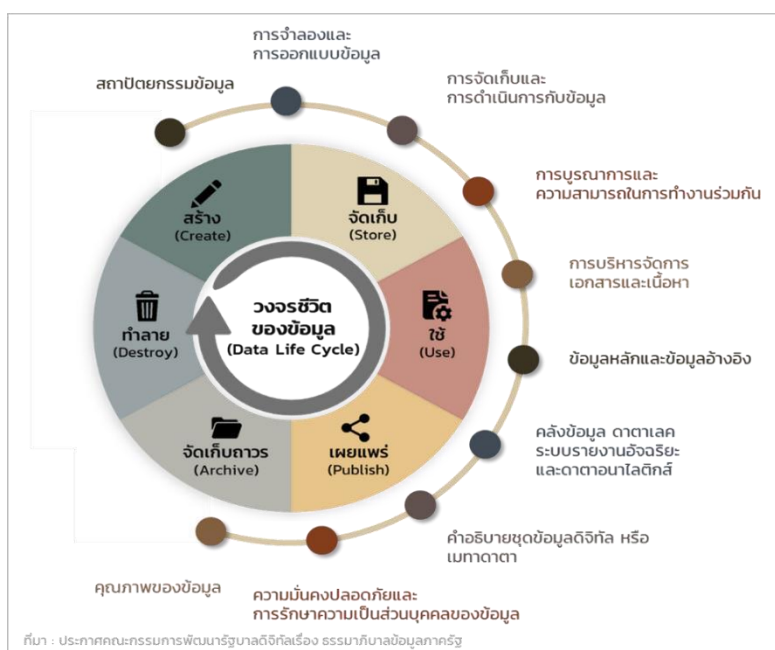 การจำลองและ
การออกแบบข้อมูล
สถาปัตยกรรมข้อมูล
การจัดเก็บและ
การดำเนินการกับข้อมูล
การบูรณาการและ
ความสามารถในการทำงานร่วมกัน
การบริหารจัดการ
เอกสารและเนื้อหา
ข้อมูลหลักและข้อมูลอ้างอิง
คลังข้อมูล ดาตาเลค
ระบบรายงานอัจฉริยะ
และดาตาอนาไลติกส์
คำอธิบายชุดข้อมูลดิจิทัล หรือ
เมทาดาตา
ความมั่นคงปลอดภัยและ
การรักษาความเป็นส่วนบุคคลของข้อมูล
คุณภาพของข้อมูล
สร้าง
(Create)
จัดเก็บ
(Store)
ใช้
(Use)
เผยแพร่
(Publish)
จัดเก็บถาวร
(Archive)
ทำลาย
(Destroy)
วงจรชีวิต
ของข้อมูล
(Data Life Cycle)
ที่มา : ประกาศคณะกรรมการพัฒนารัฐบาลดิจิทัลเรื่อง ธรรมาภิบาลข้อมูลภาครัฐ